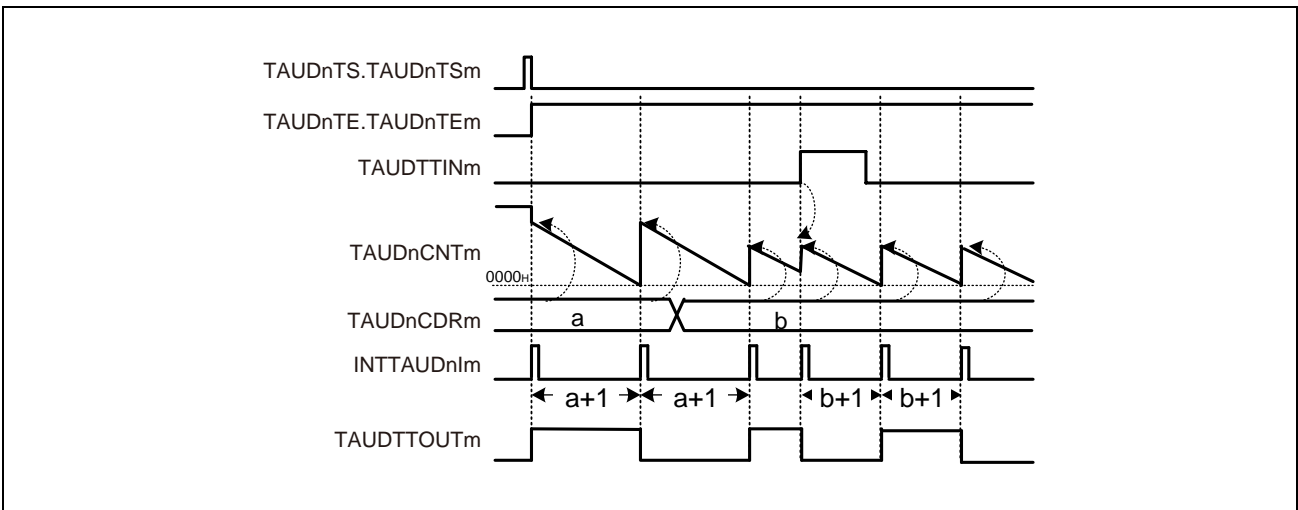 TAUDnTS.TAUDnTSm
TAUDnTE.TAUDnTEm
TAUDTTINm
TAUDnCNTm
0000H
TAUDnCDRm
a
b
INTTAUDnIm
a+1 a+1 b+1 b+1
TAUDTTOUTm